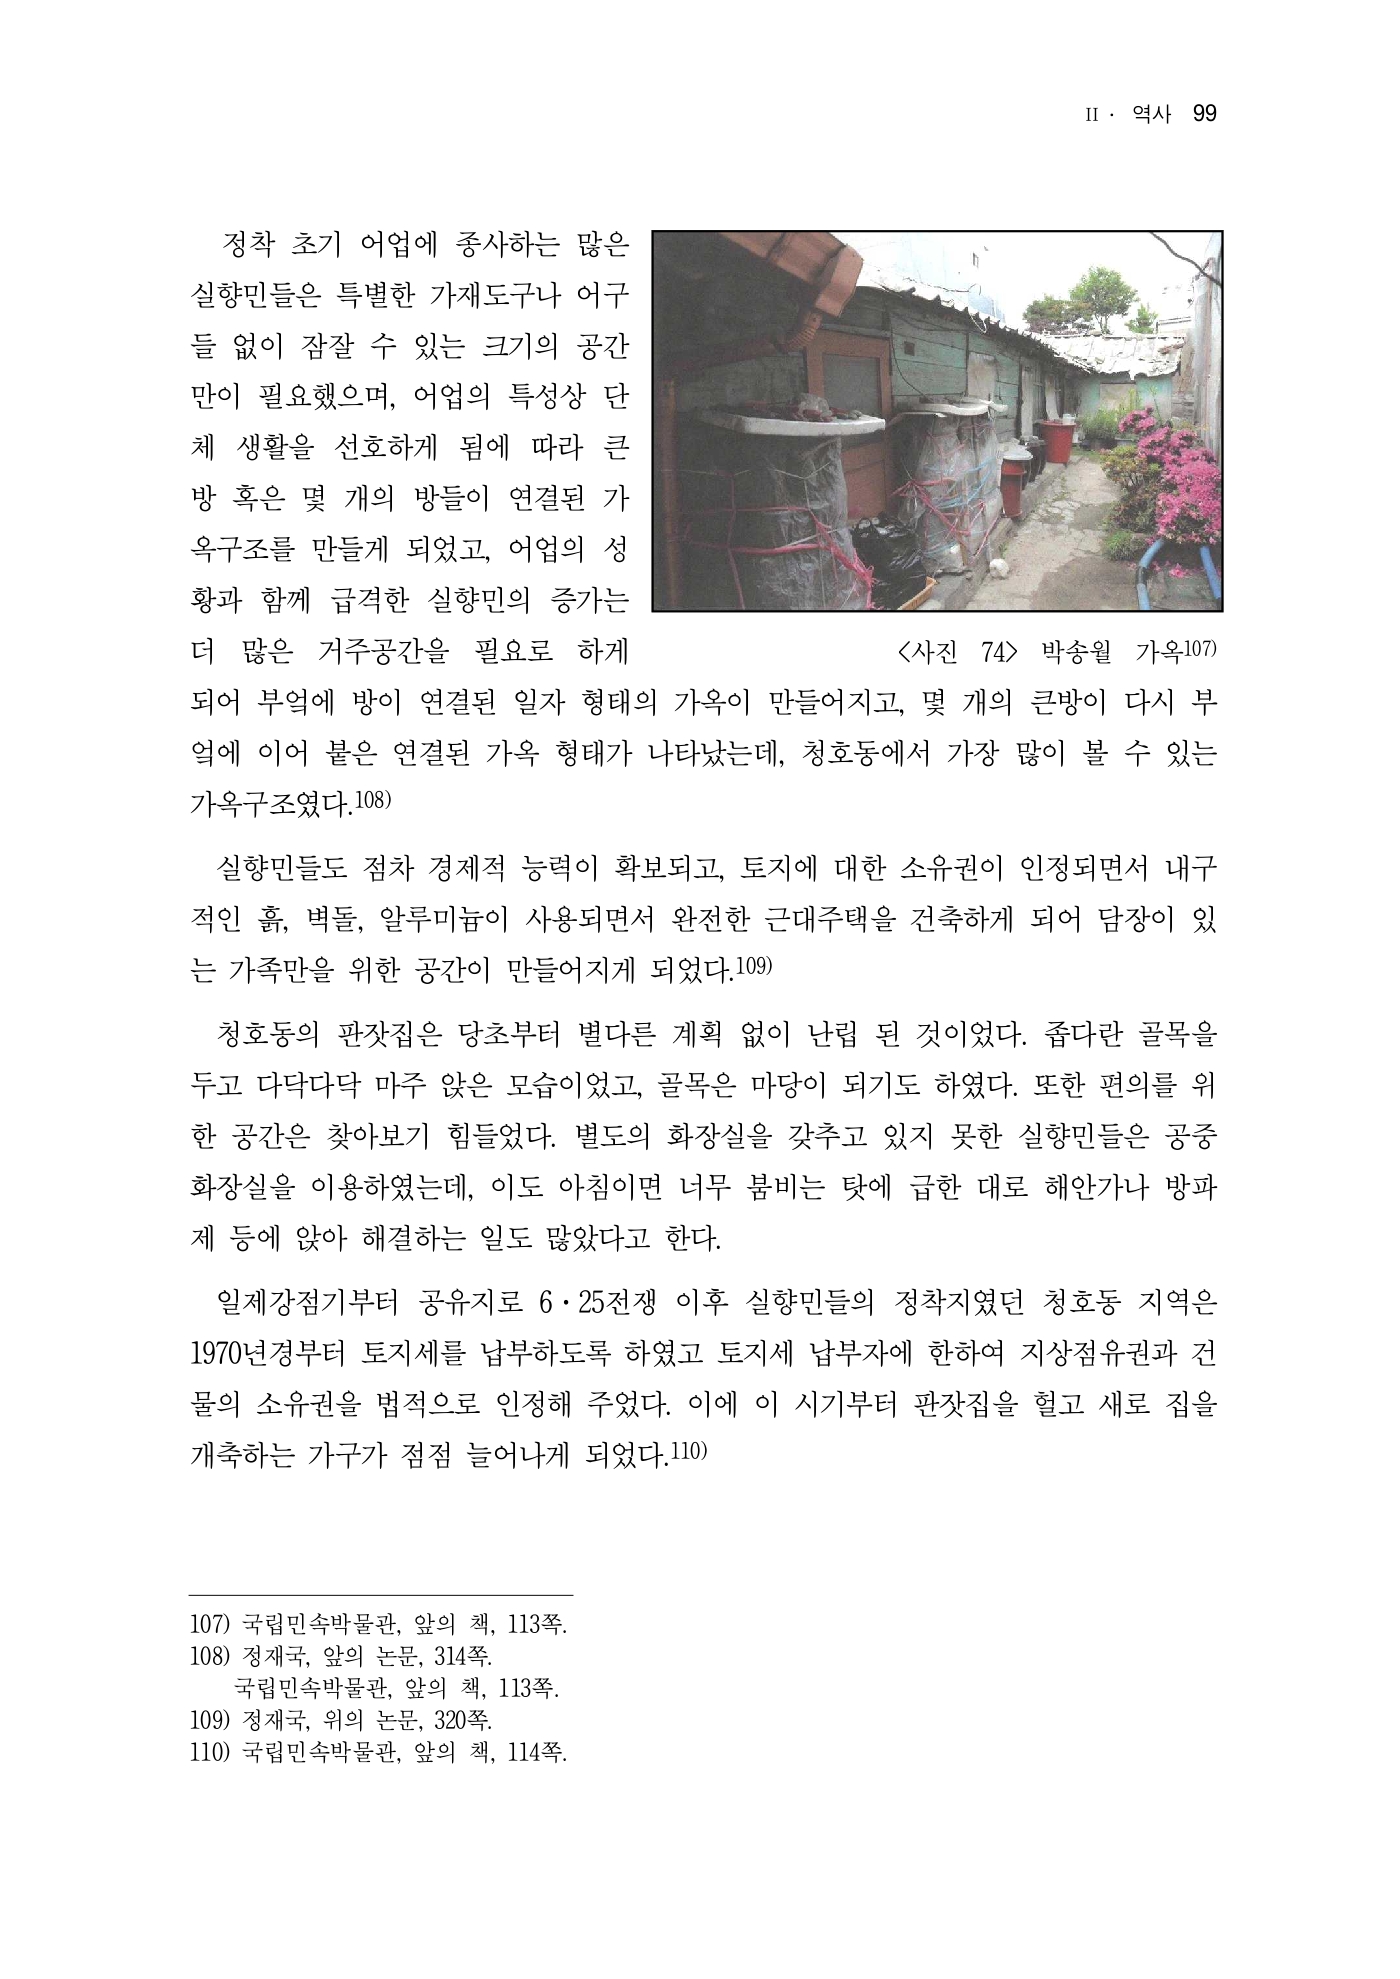 II · 역사 99
정착 초기 어업에 종사하는 많은
실향민들은 특별한 가재도구나 어구
들 없이 잠잘 수 있는 크기의 공간
만이 필요했으며, 어업의 특성상 단
체 생활을 선호하게 됨에 따라 큰
방 혹은 몇 개의 방들이 연결된 가
옥구조를 만들게 되었고, 어업의 성
황과 함께 급격한 실향민의 증가는
더 많은 거주공간을 필요로 하게
<사진 74> 박송월 가옥107)
되어 부엌에 방이 연결된 일자 형태의 가옥이 만들어지고, 몇 개의 큰방이 다시 부
엌에 이어 붙은 연결된 가옥 형태가 나타났는데, 청호동에서 가장 많이 볼 수 있는
가옥구조였다.108)
실향민들도 점차 경제적 능력이 확보되고, 토지에 대한 소유권이 인정되면서 내구
적인 흙, 벽돌, 알루미늄이 사용되면서 완전한 근대주택을 건축하게 되어 담장이 있
는 가족만을 위한 공간이 만들어지게 되었다.109)
청호동의 판잣집은 당초부터 별다른 계획 없이 난립 된 것이었다. 좁다란 골목을
두고 다닥다닥 마주 앉은 모습이었고, 골목은 마당이 되기도 하였다. 또한 편의를 위
한 공간은 찾아보기 힘들었다. 별도의 화장실을 갖추고 있지 못한 실향민들은 공중
화장실을 이용하였는데, 이도 아침이면 너무 붐비는 탓에 급한 대로 해안가나 방파
제 등에 앉아 해결하는 일도 많았다고 한다.
일제강점기부터 공유지로 6·25전쟁 이후 실향민들의 정착지였던 청호동 지역은
1970년경부터 토지세를 납부하도록 하였고 토지세 납부자에 한하여 지상점유권과 건
물의 소유권을 법적으로 인정해 주었다. 이에 이 시기부터 판잣집을 헐고 새로 집을
개축하는 가구가 점점 늘어나게 되었다.110)
107) 국립민속박물관, 앞의 책, 113쪽.
108) 정재국, 앞의 논문, 314쪽.
국립민속박물관, 앞의 책, 113쪽.
109) 정재국, 위의 논문, 320쪽.
110) 국립민속박물관, 앞의 책, 114쪽.